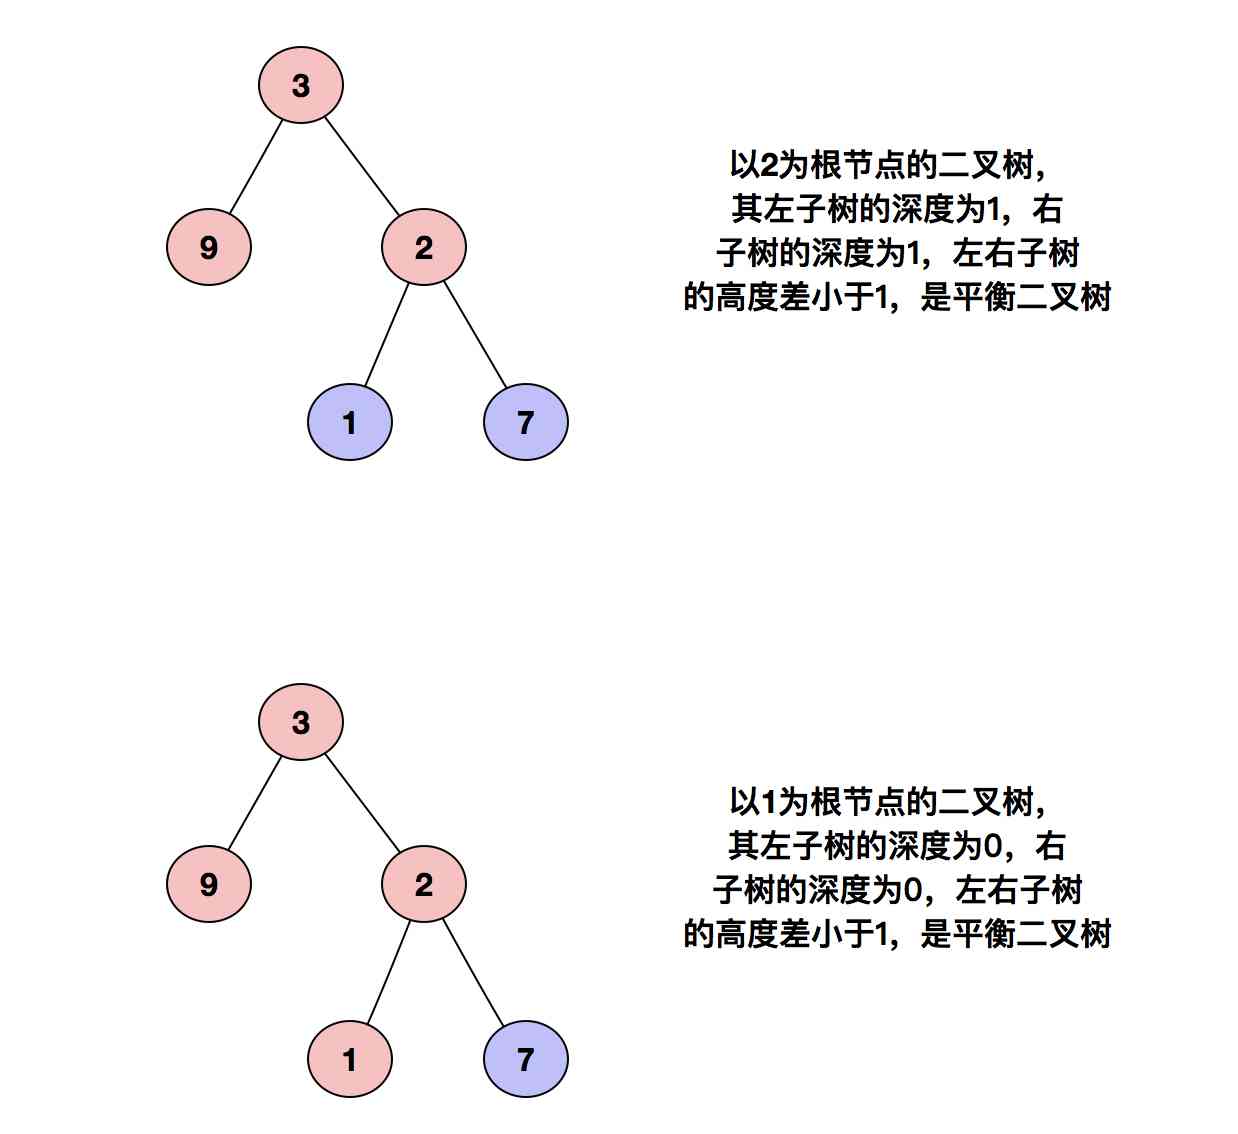 3
以2为根节点的二叉树，
其左子树的深度为1，右
9
2
子树的深度为1，左右子树
的高度差小于1，是平衡二叉树
1
7
3
以1为根节点的二叉树，
其左子树的深度为0，右
9
2
子树的深度为0，左右子树
的高度差小于1，是平衡二叉树
1
7